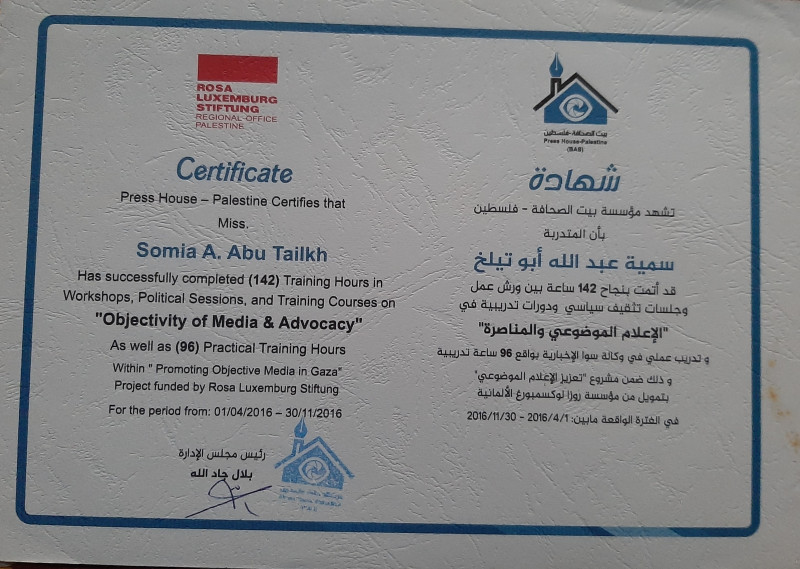 ROSA
LUXEMBURG
STIFTUNG
REGIONAL OFFICE
PALESTINE
Certificate
Press House – Palestine Certifies that
Miss.
Somia A. Abu Tailkh
Has successfully completed (142) Training Hours in
Workshops, Political Sessions, and Training Courses on
"Objectivity of Media & Advocacy"
As well as (96) Practical Training Hours
Within " Promoting Objective Media in Gaza"
Project funded by Rosa Luxemburg Stiftung
For the period from: 01/04/2016 – 30/11/2016
رئيس مجلس الإدارة
بلال جاد الله
بيت الصحافة-فلسطين
Press House-Palestine
(BAB)
شهادة
تشهد مؤسسة بيت الصحافة - فلسطين
بأن المتدربة
سمية عبد الله أبو تيلخ
قد أتمت بنجاح 142 ساعة بين ورش عمل
وجلسات تثقيف سياسي ودورات تدريبية في
"الإعلام الموضوعي والمناصرة"
و تدريب عملي في وكالة سوا الإخبارية بواقع 96 ساعة تدريبية
و ذلك ضمن مشروع "تعزيز الإعلام الموضوعي"
بتمويل من مؤسسة روزا لوكسمبورغ الألمانية
في الفترة الواقعة مابين: 2016/4/1 - 2016/11/30